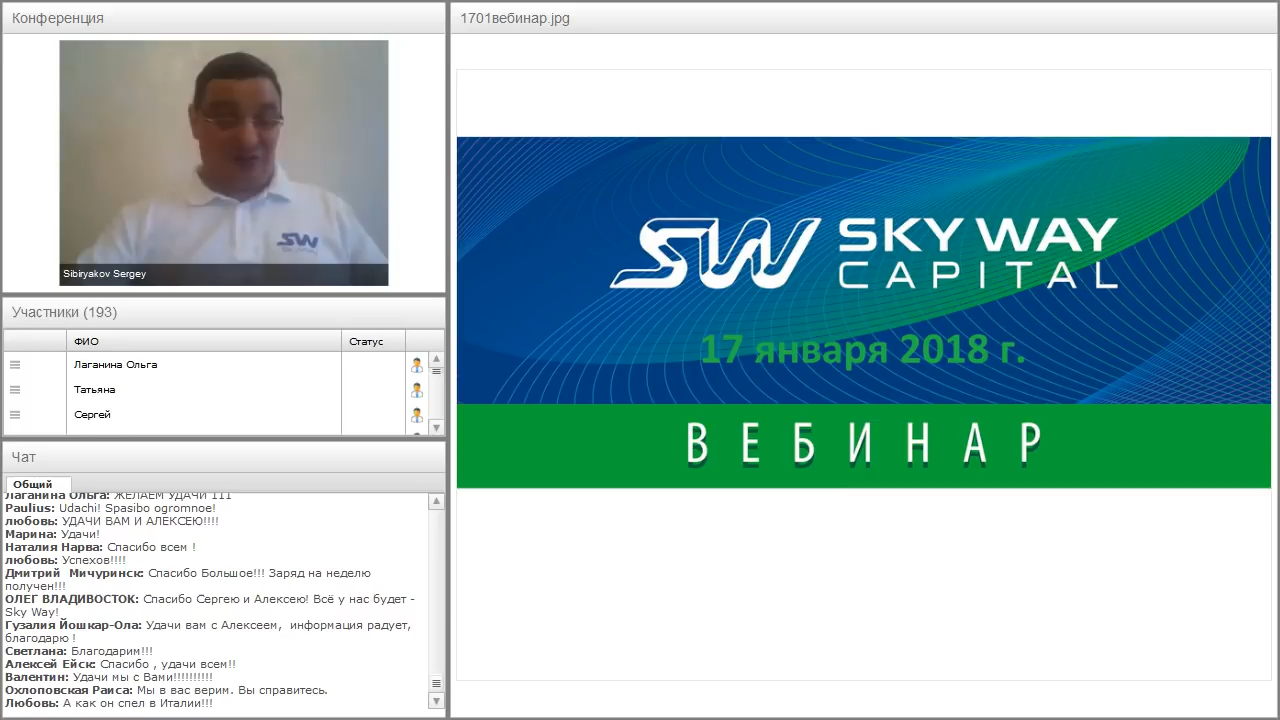 Конференция
Sibiryakov Sergey
Участники (193)
ФИО
Статус
Лаганина Ольга
Татьяна
Сергей
Чат
Общий
Лаганина Ольга: ЖЕЛАЕМ УДАЧИ 111
Paulius: Udachi! Spasibo ogromnoe!
любовь: УДАЧИ ВАМ И АЛЕКСЕЮ!!!!
Марина: Удачи!
Наталия Нарва: Спасибо всем !
любовь: Успехов!!!!
Дмитрий  Мичуринск: Спасибо Большое!!! Заряд на неделю
получен!!!
ОЛЕГ ВЛАДИВОСТОК: Спасибо Сергею и Алексею! Всё у нас будет -
Sky Way!
Гузалия Йошкар-Ола: Удачи вам с Алексеем,  информация радует,
благодарю !
Светлана: Благодарим!!!
Алексей Ейск: Спасибо , удачи всем!!
Валентин: Удачи мы с Вами!!!!!!!!!!
Охлоповская Раиса: Мы в вас верим. Вы справитесь.
Любовь: А как он спел в Италии!!!
1701вебинар.jpg
SW SKY WAY
CAPITAL
17 января 2018 г.
ВЕБИНАР